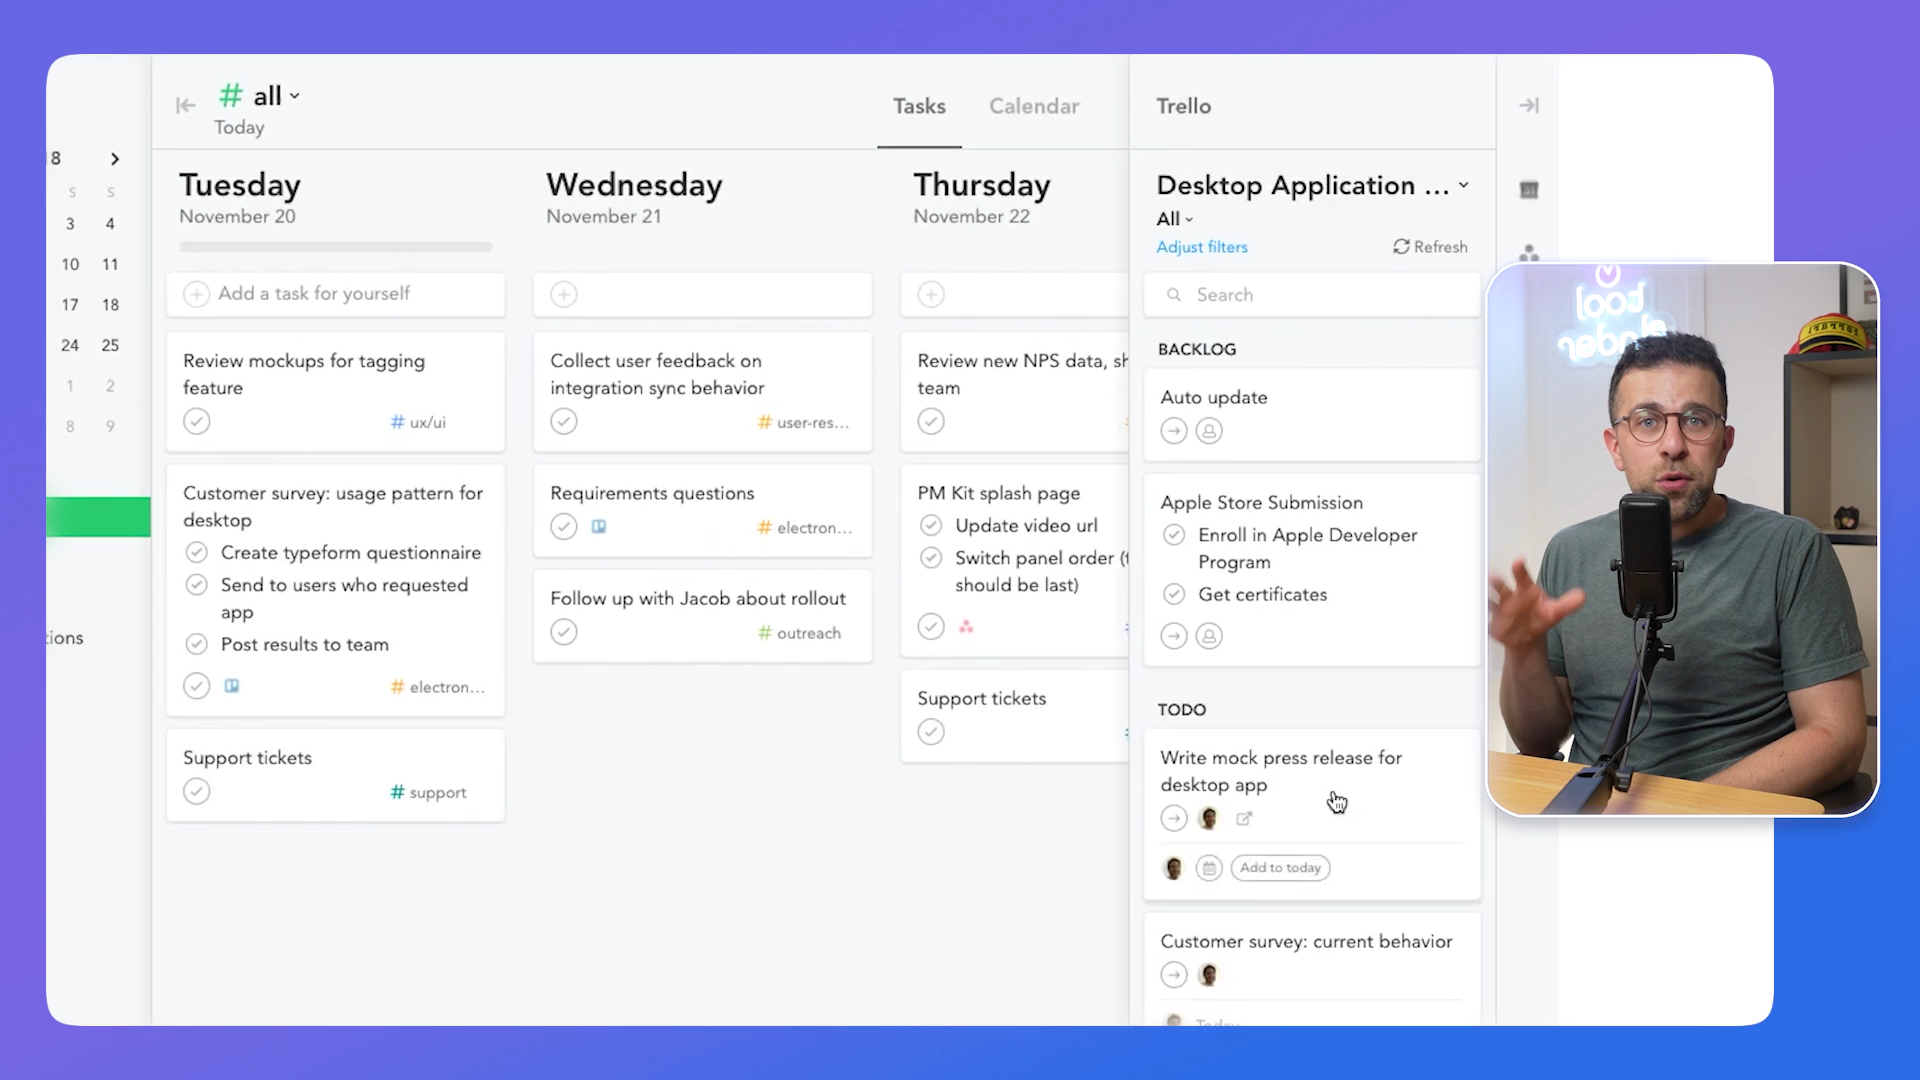 # all
Today
Tasks
Calendar
Trello
8
S S
3 4
10 11
17 18
24 25
1 2
8 9
tions
Tuesday
November 20
Add a task for yourself
Review mockups for tagging
feature
# ux/ui
Customer survey: usage pattern for
desktop
Create typeform questionnaire
Send to users who requested
app
Post results to team
# electron...
Support tickets
# support
Wednesday
November 21
Collect user feedback on
integration sync behavior
# user-res...
Requirements questions
# electron...
Follow up with Jacob about rollout
# outreach
Thursday
November 22
Review new NPS data, sh
team
PM Kit splash page
Update video url
Switch panel order (t
should be last)
Support tickets
Desktop Application ...
All
Adjust filters
Refresh
Search
BACKLOG
Auto update
Apple Store Submission
Enroll in Apple Developer
Program
Get certificates
TODO
Write mock press release for
desktop app
Add to today
Customer survey: current behavior
Today